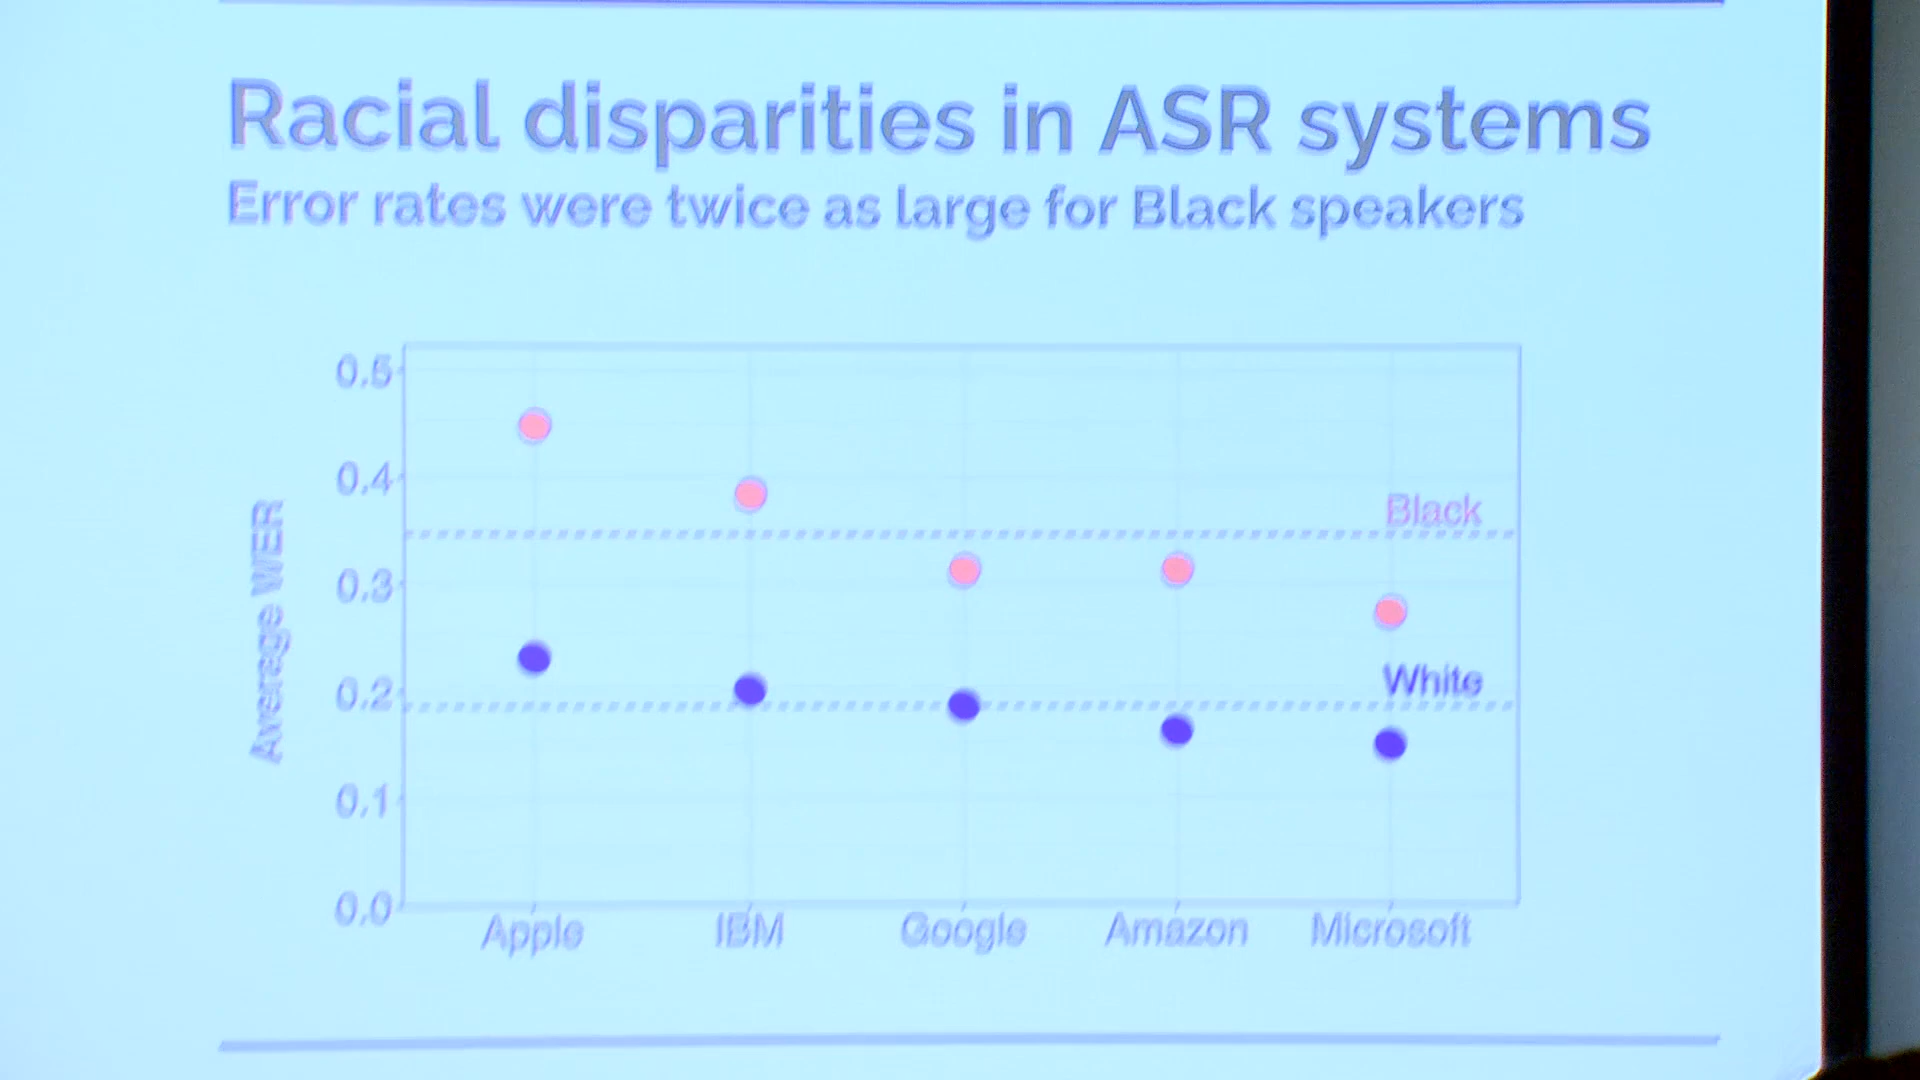 Racial disparities in ASR systems
Error rates were twice as large for Black speakers
0.5
0.4
Black
0.3
Average WER
White
0.2
0.1
0.0
Apple IBM Google Amazon Microsoft